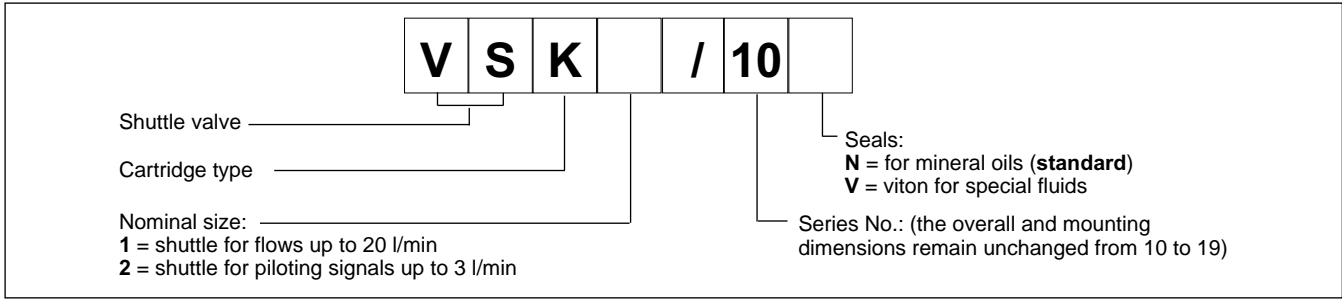 V S K / 10
Shuttle valve
Cartridge type
Nominal size:
1 = shuttle for flows up to 20 l/min
2 = shuttle for piloting signals up to 3 l/min
Seals:
N = for mineral oils (standard)
V = viton for special fluids
Series No.: (the overall and mounting
dimensions remain unchanged from 10 to 19)